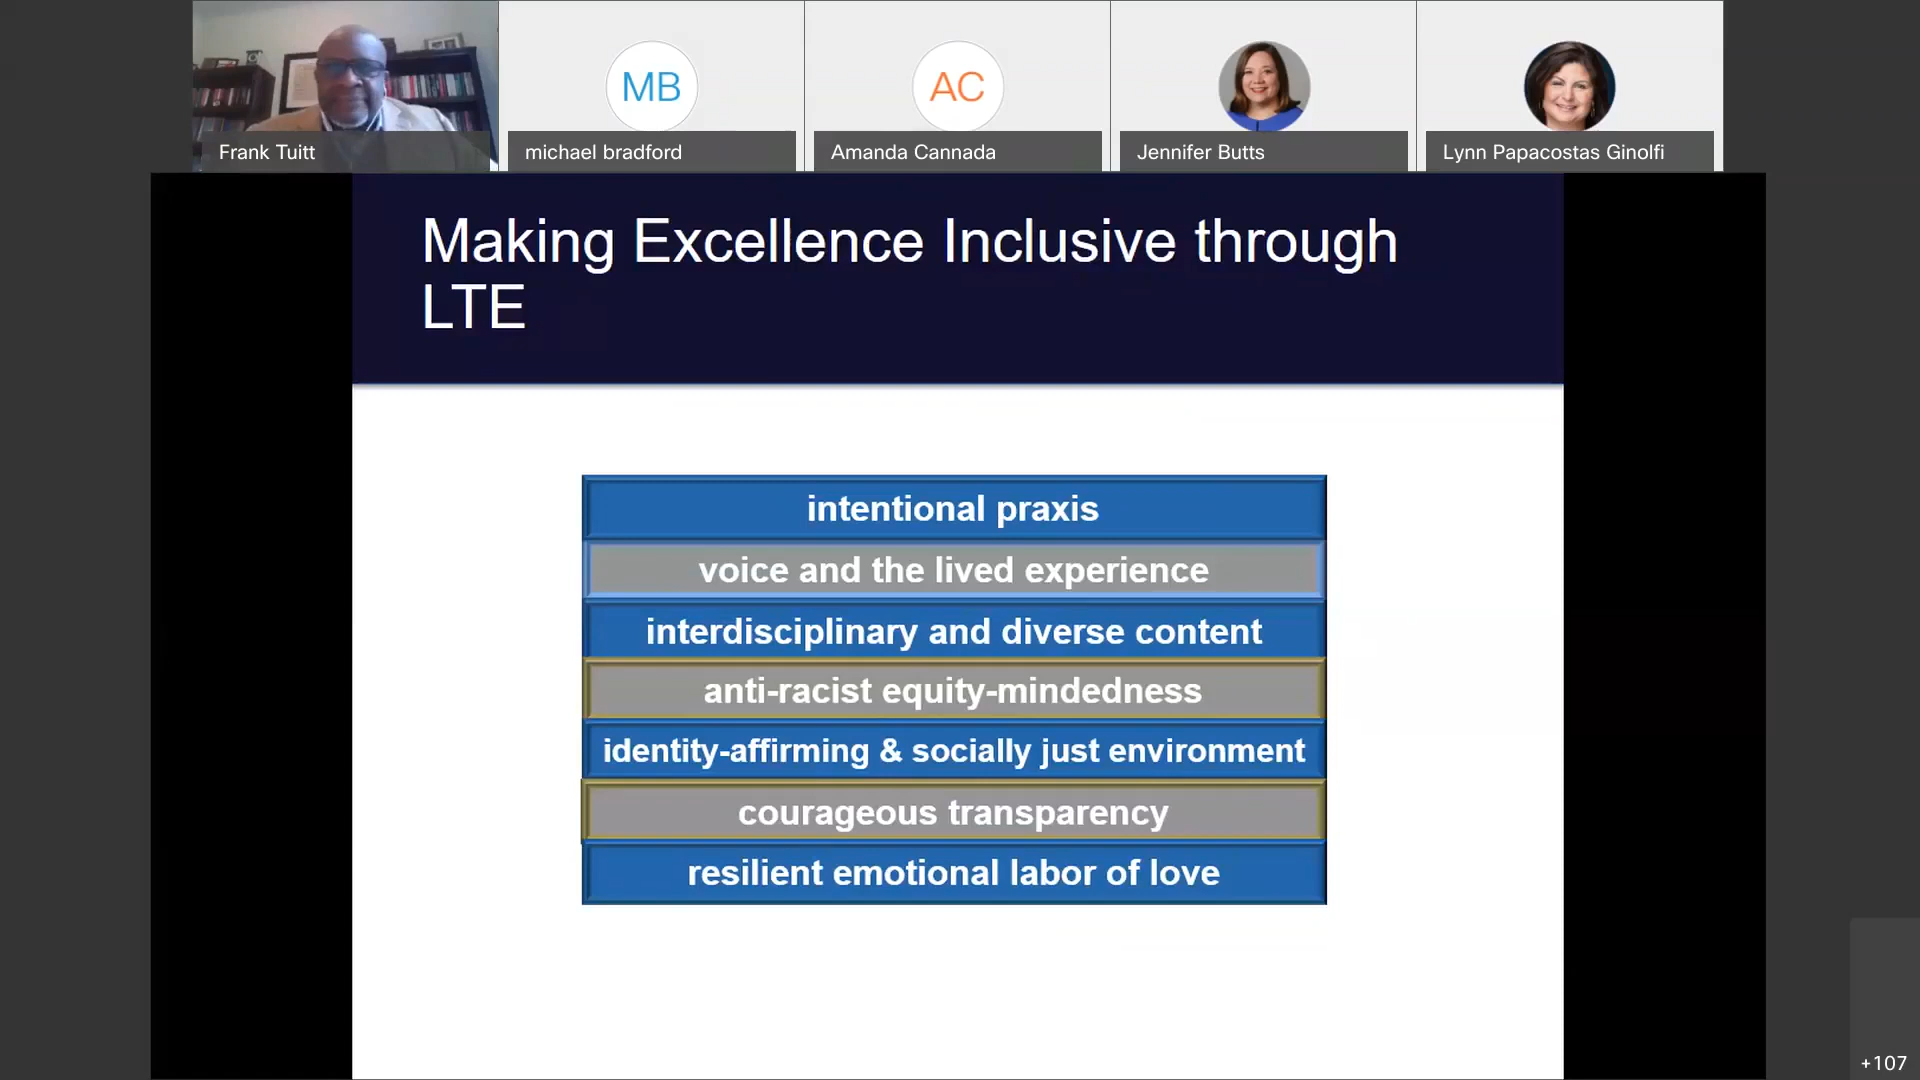 MB
AC
Frank Tuitt
michael bradford
Amanda Cannada
Jennifer Butts
Lynn Papacostas Ginolfi
Making Excellence Inclusive through
LTE
intentional praxis
voice and the lived experience
interdisciplinary and diverse content
anti-racist equity-mindedness
identity-affirming & socially just environment
courageous transparency
resilient emotional labor of love
+107